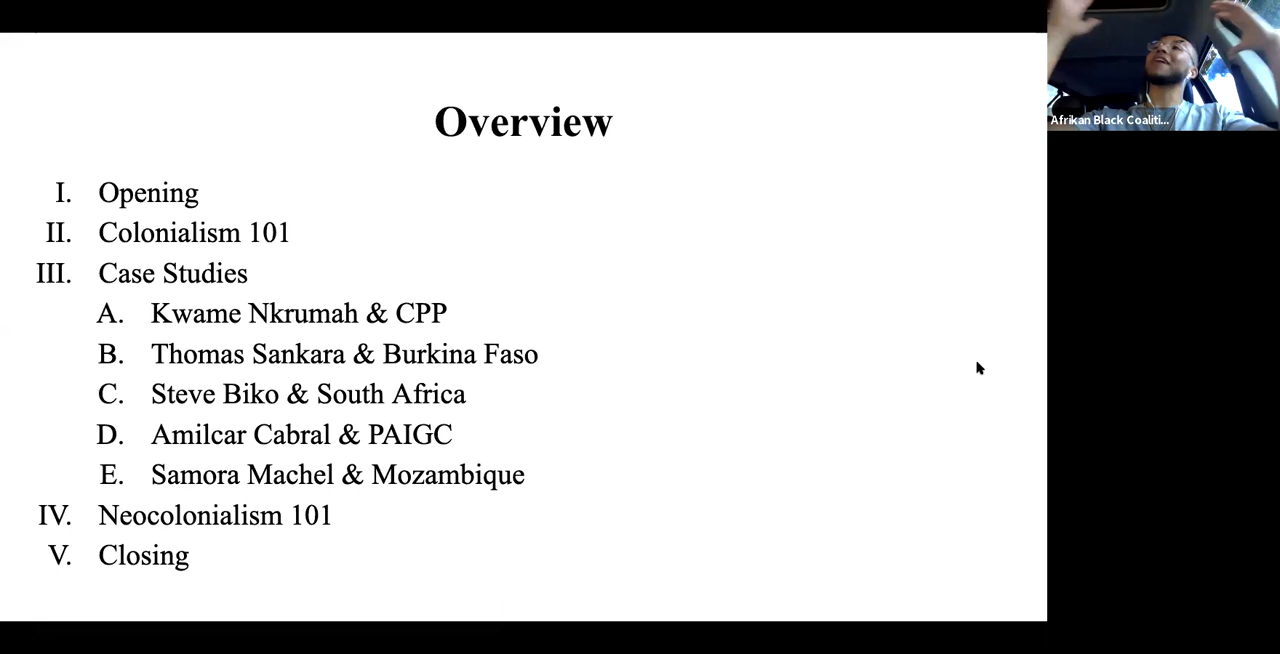 Overview
I. Opening
II. Colonialism 101
III. Case Studies
A. Kwame Nkrumah & CPP
B. Thomas Sankara & Burkina Faso
C. Steve Biko & South Africa
D. Amilcar Cabral & PAIGC
E. Samora Machel & Mozambique
IV. Neocolonialism 101
V. Closing
Afrikan Black Coaliti...